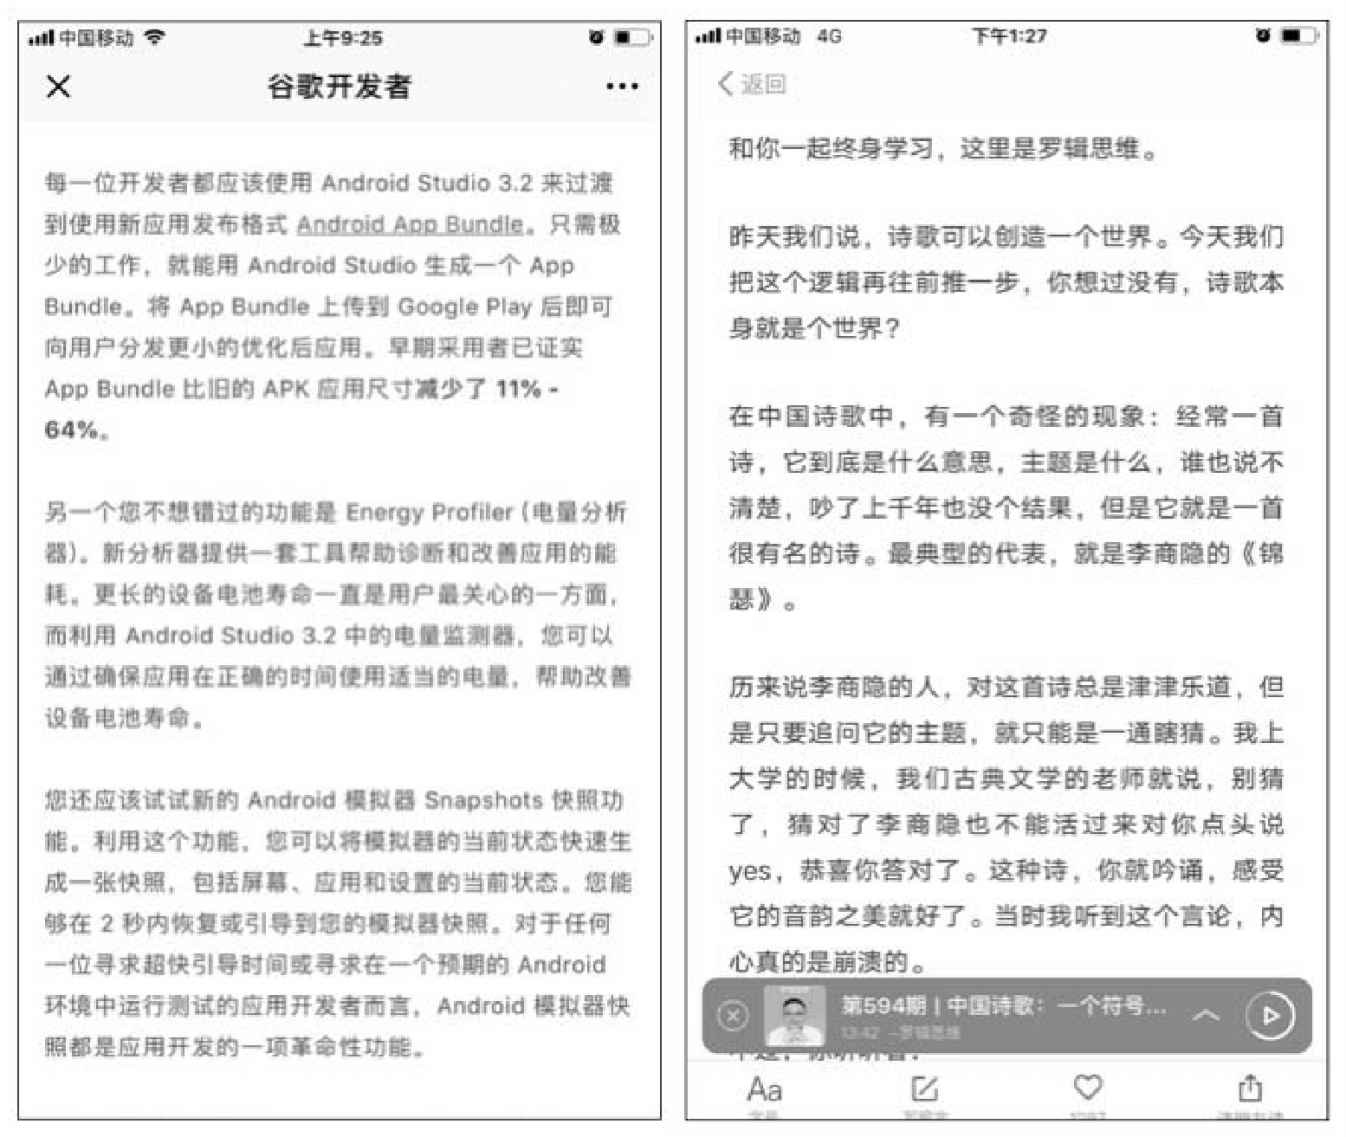 中国移动
上午9:25
谷歌开发者
每一位开发者都应该使用 Android Studio 3.2 来过渡
到使用新应用发布格式 Android App Bundle。只需极
少的工作，就能用 Android Studio 生成一个 App
Bundle。将 App Bundle 上传到 Google Play 后即可
向用户分发更小的优化后应用。早期采用者已证实
App Bundle 比旧的 APK 应用尺寸减少了 11% -
64%。
另一个您不想错过的功能是 Energy Profiler（电量分析
器）。新分析器提供一套工具帮助诊断和改善应用的能
耗。更长的设备电池寿命一直是用户最关心的一方面，
而利用 Android Studio 3.2 中的电量监测器，您可以
通过确保应用在正确的时间使用适当的电量，帮助改善
设备电池寿命。
您还应该试试新的 Android 模拟器 Snapshots 快照功
能。利用这个功能，您可以将模拟器的当前状态快速生
成一张快照，包括屏幕、应用和设置的当前状态。您能
够在 2 秒内恢复或引导到您的模拟器快照。对于任何
一位寻求超快引导时间或寻求在一个预期的 Android
环境中运行测试的应用开发者而言，Android 模拟器快
照都是应用开发的一项革命性功能。
中国移动 4G
下午1:27
返回
和你一起终身学习，这里是罗辑思维。
昨天我们说，诗歌可以创造一个世界。今天我们
把这个逻辑再往前推一步，你想过没有，诗歌本
身就是个世界？
在中国诗歌中，有一个奇怪的现象：经常一首
诗，它到底是什么意思，主题是什么，谁也说不
清楚，吵了上千年也没个结果，但是它就是一首
很有名的诗。最典型的代表，就是李商隐的《锦
瑟》。
历来说李商隐的人，对这首诗总是津津乐道，但
是只要追问它的主题，就只能是一通瞎猜。我上
大学的时候，我们古典文学的老师就说，别猜
了，猜对了李商隐也不能活过来对你点头说
yes，恭喜你答对了。这种诗，你就吟诵，感受
它的音韵之美就好了。当时我听到这个言论，内
心真的是崩溃的。
第594期 | 中国诗歌：一个符号...
13:42
Aa